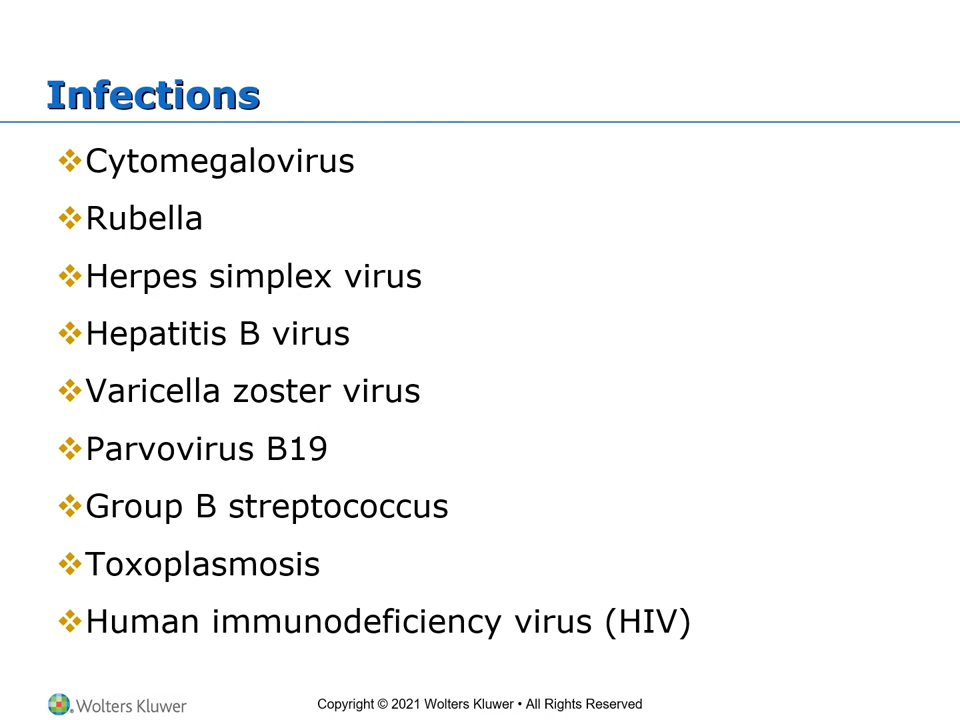 Infections
❖Cytomegalovirus
❖Rubella
❖Herpes simplex virus
❖Hepatitis B virus
❖Varicella zoster virus
❖Parvovirus B19
❖Group B streptococcus
❖Toxoplasmosis
❖Human immunodeficiency virus (HIV)
Wolters Kluwer
Copyright © 2021 Wolters Kluwer • All Rights Reserved